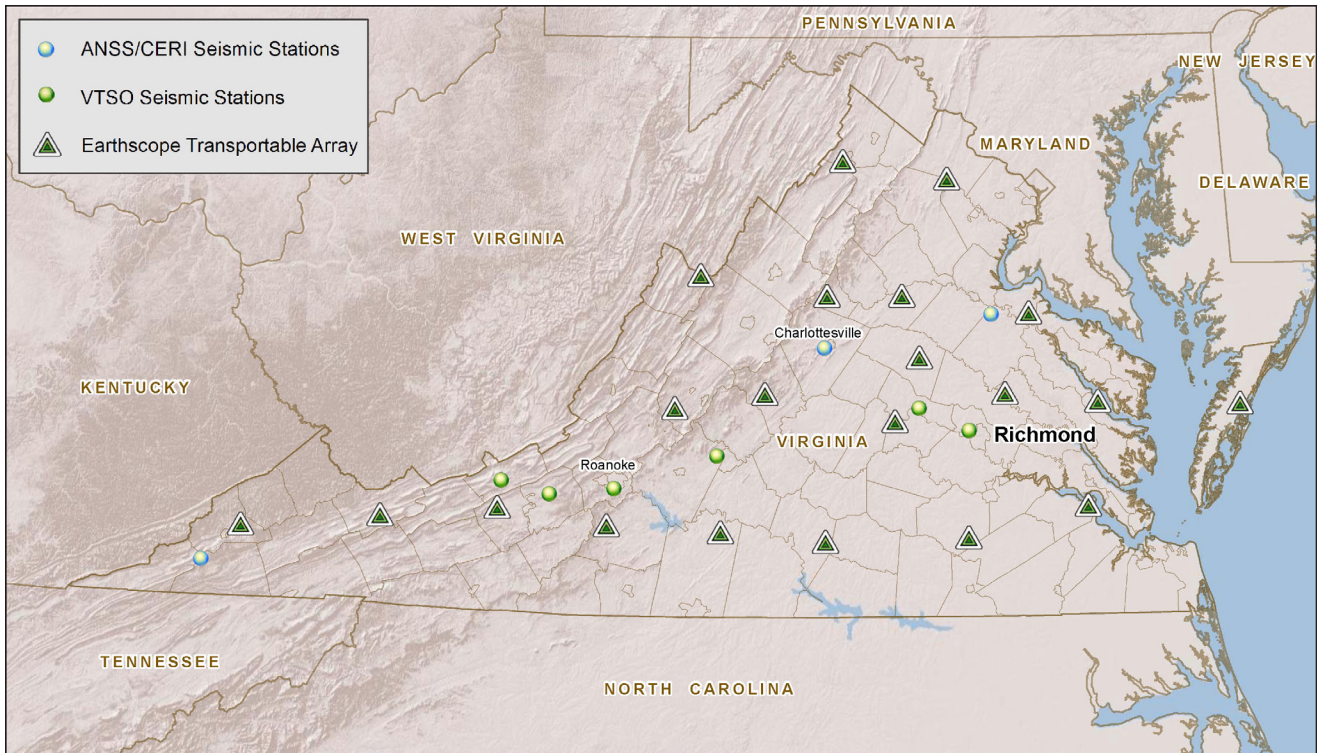 ANSS/CERI Seismic Stations
VTSO Seismic Stations
Earthscope Transportable Array
PENNSYLVANIA
NEW JERSEY
MARYLAND
DELAWARE
WEST VIRGINIA
Charlottesville
KENTUCKY
VIRGINIA
Richmond
Roanoke
TENNESSEE
NORTH CAROLINA